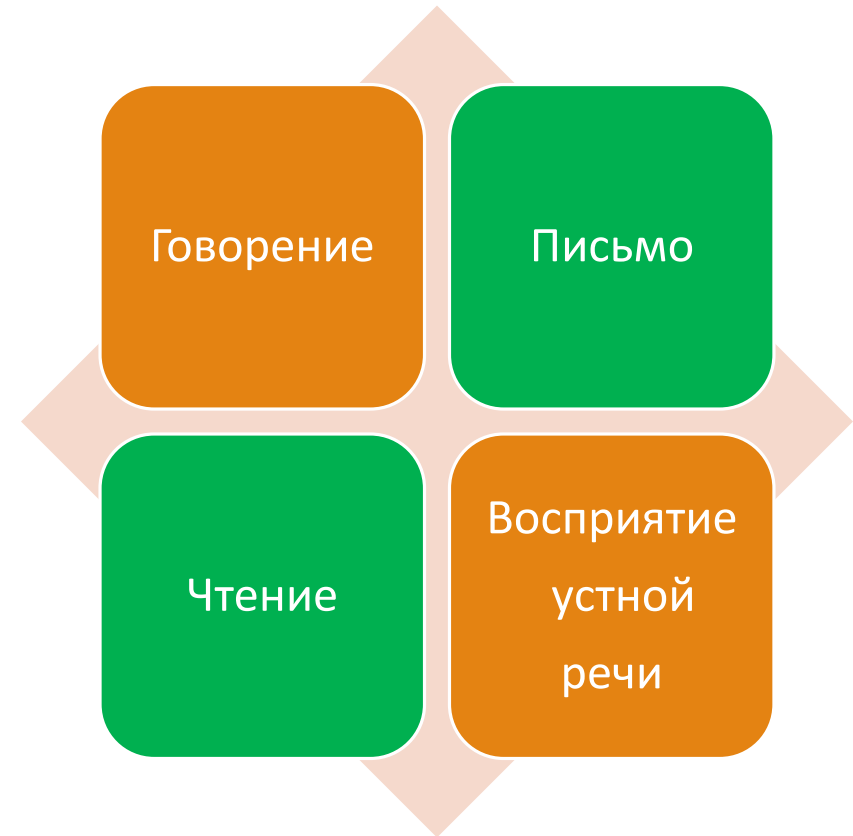 Говорение
Письмо
Чтение
Восприятие
устной
речи